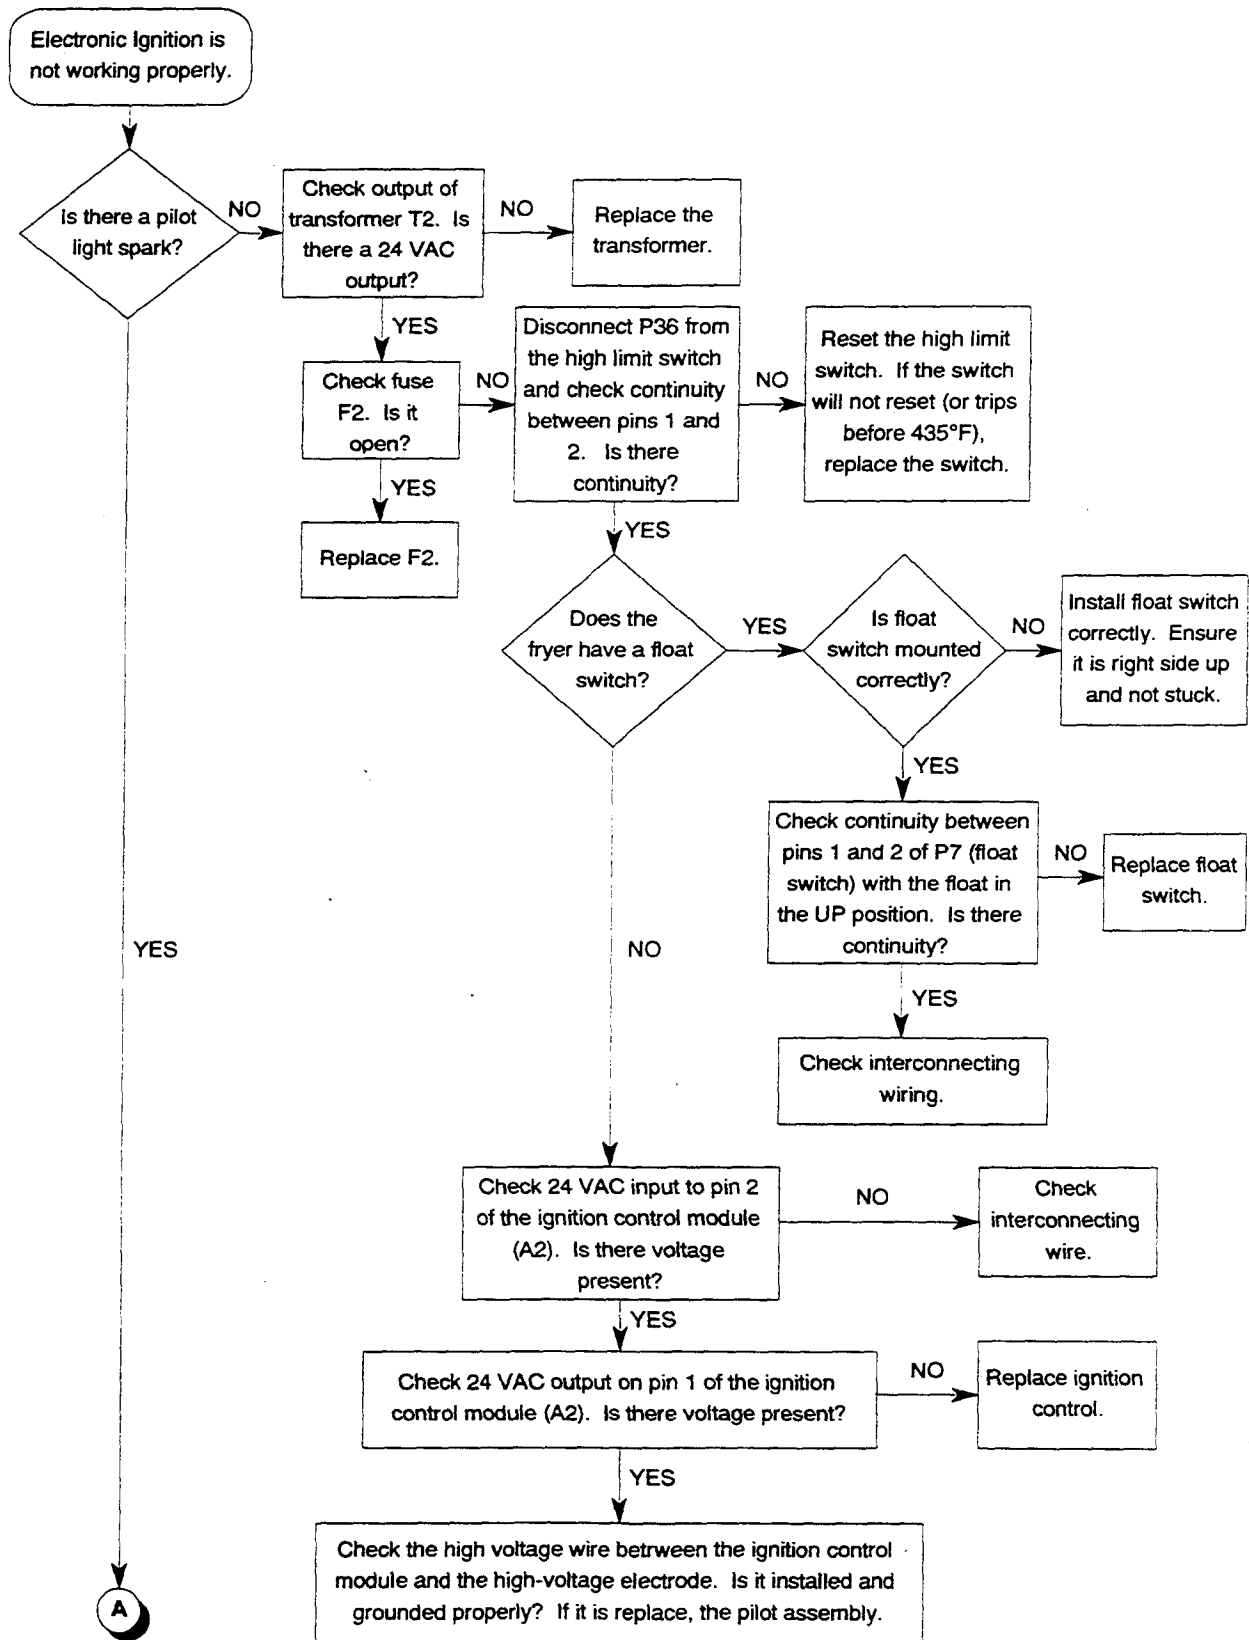 Electronic Ignition is
not working properly.
Is there a pilot
light spark?
NO
Check output of
transformer T2. Is
there a 24 VAC
output?
NO
Replace the
transformer.
YES
Check fuse
F2. Is it
open?
NO
Disconnect P36 from
the high limit switch
and check continuity
between pins 1 and
2. Is there
continuity?
NO
Reset the high limit
switch. If the switch
will not reset (or trips
before 435°F),
replace the switch.
YES
Replace F2.
YES
Does the
fryer have a float
switch?
YES
Is float
switch mounted
correctly?
NO
Install float switch
correctly. Ensure
it is right side up
and not stuck.
YES
Check continuity between
pins 1 and 2 of P7 (float
switch) with the float in
the UP position. Is there
continuity?
NO
Replace float
switch.
YES
NO
YES
Check interconnecting
wiring.
Check 24 VAC input to pin 2
of the ignition control module
(A2). Is there voltage
present?
NO
Check
interconnecting
wire.
YES
Check 24 VAC output on pin 1 of the ignition
control module (A2). Is there voltage present?
NO
Replace ignition
control.
YES
Check the high voltage wire betrween the ignition control
module and the high-voltage electrode. Is it installed and
grounded properly? If it is replace, the pilot assembly.
A